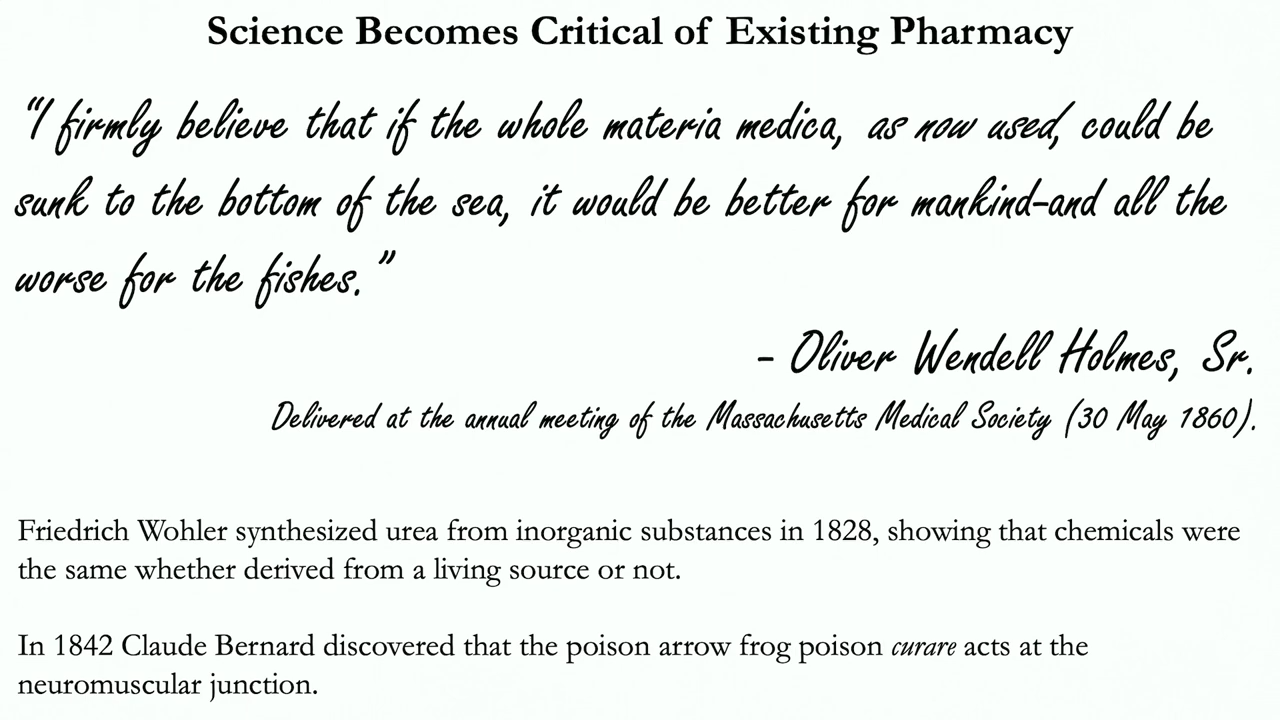 Science Becomes Critical of Existing Pharmacy
“I firmly believe that if the whole materia medica, as now used, could be
sunk to the bottom of the sea, it would be better for mankind-and all the
worse for the fishes.”
- Oliver Wendell Holmes, Sr.
Delivered at the annual meeting of the Massachusetts Medical Society (30 May 1860).
Friedrich Wohler synthesized urea from inorganic substances in 1828, showing that chemicals were
the same whether derived from a living source or not.
In 1842 Claude Bernard discovered that the poison arrow frog poison curare acts at the
neuromuscular junction.